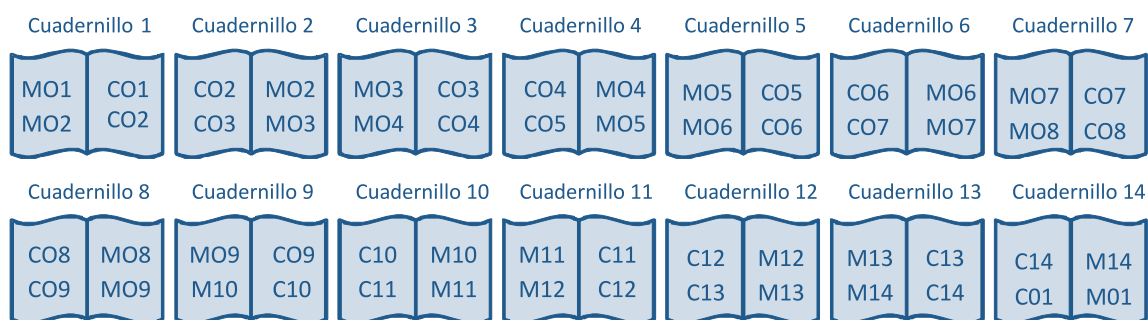 Cuadernillo 1 Cuadernillo 2 Cuadernillo 3 Cuadernillo 4 Cuadernillo 5 Cuadernillo 6 Cuadernillo 7
MO1 CO1 CO2 MO2 MO3 CO3 CO4 MO4 MO5 CO5 CO6 MO6 MO7 CO7
MO2 CO2 CO3 MO3 MO4 CO4 CO5 MO5 MO6 CO6 CO7 MO7 MO8 CO8
Cuadernillo 8 Cuadernillo 9 Cuadernillo 10 Cuadernillo 11 Cuadernillo 12 Cuadernillo 13 Cuadernillo 14
CO8 MO8 MO9 CO9 C10 M10 M11 C11 C12 M12 M13 C13 C14 M14
CO9 MO9 M10 C10 C11 M11 M12 C12 C13 M13 M14 C14 C01 M01